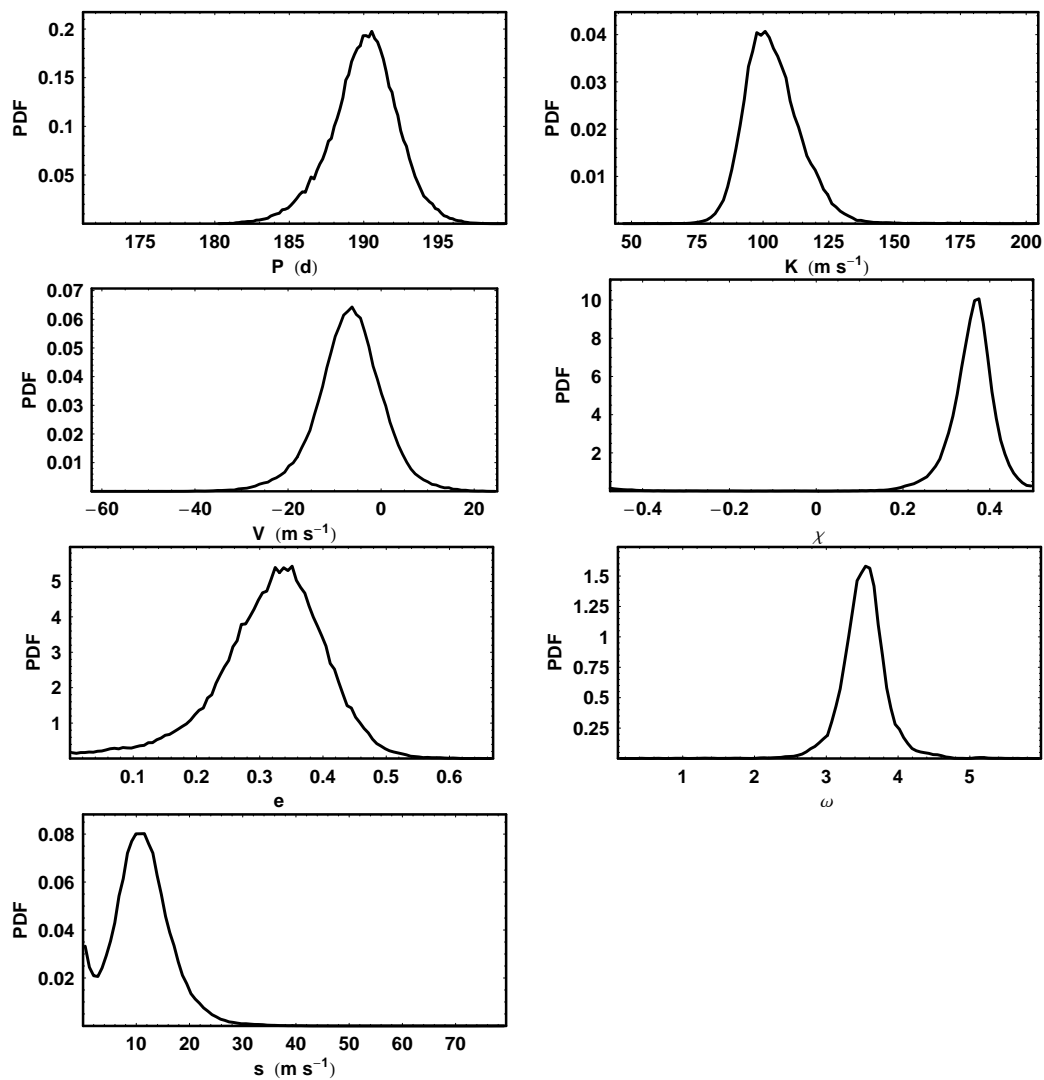 PDF
0.2
0.15
0.1
0.05
175 180 185 190 195
P (d)
PDF
0.04
0.03
0.02
0.01
50 75 100 125 150 175 200
K (m s−1)
PDF
0.07
0.06
0.05
0.04
0.03
0.02
0.01
−60 −40 −20 0 20
V (m s−1)
PDF
10
8
6
4
2
−0.4 −0.2 0 0.2 0.4
χ
PDF
5
4
3
2
1
0.1 0.2 0.3 0.4 0.5 0.6
e
PDF
1.5
1.25
1
0.75
0.5
0.25
1 2 3 4 5
ω
PDF
0.08
0.06
0.04
0.02
10 20 30 40 50 60 70
s (m s−1)